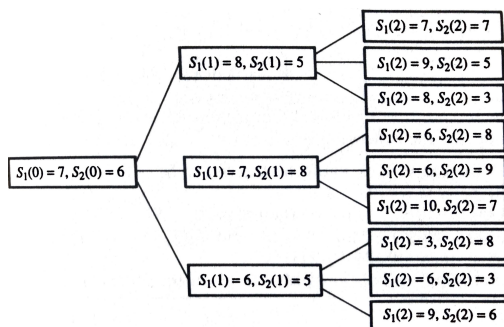 S₁(2) = 7, S₂(2) = 7
S₁(1) = 8, S₂(1) = 5
S₁(2) = 9, S₂(2) = 5
S₁(2) = 8, S₂(2) = 3
S₁(2) = 6, S₂(2) = 8
S₁(0) = 7, S₂(0) = 6
S₁(1) = 7, S₂(1) = 8
S₁(2) = 6, S₂(2) = 9
S₁(2) = 10, S₂(2) = 7
S₁(2) = 3, S₂(2) = 8
S₁(1) = 6, S₂(1) = 5
S₁(2) = 6, S₂(2) = 3
S₁(2) = 9, S₂(2) = 6